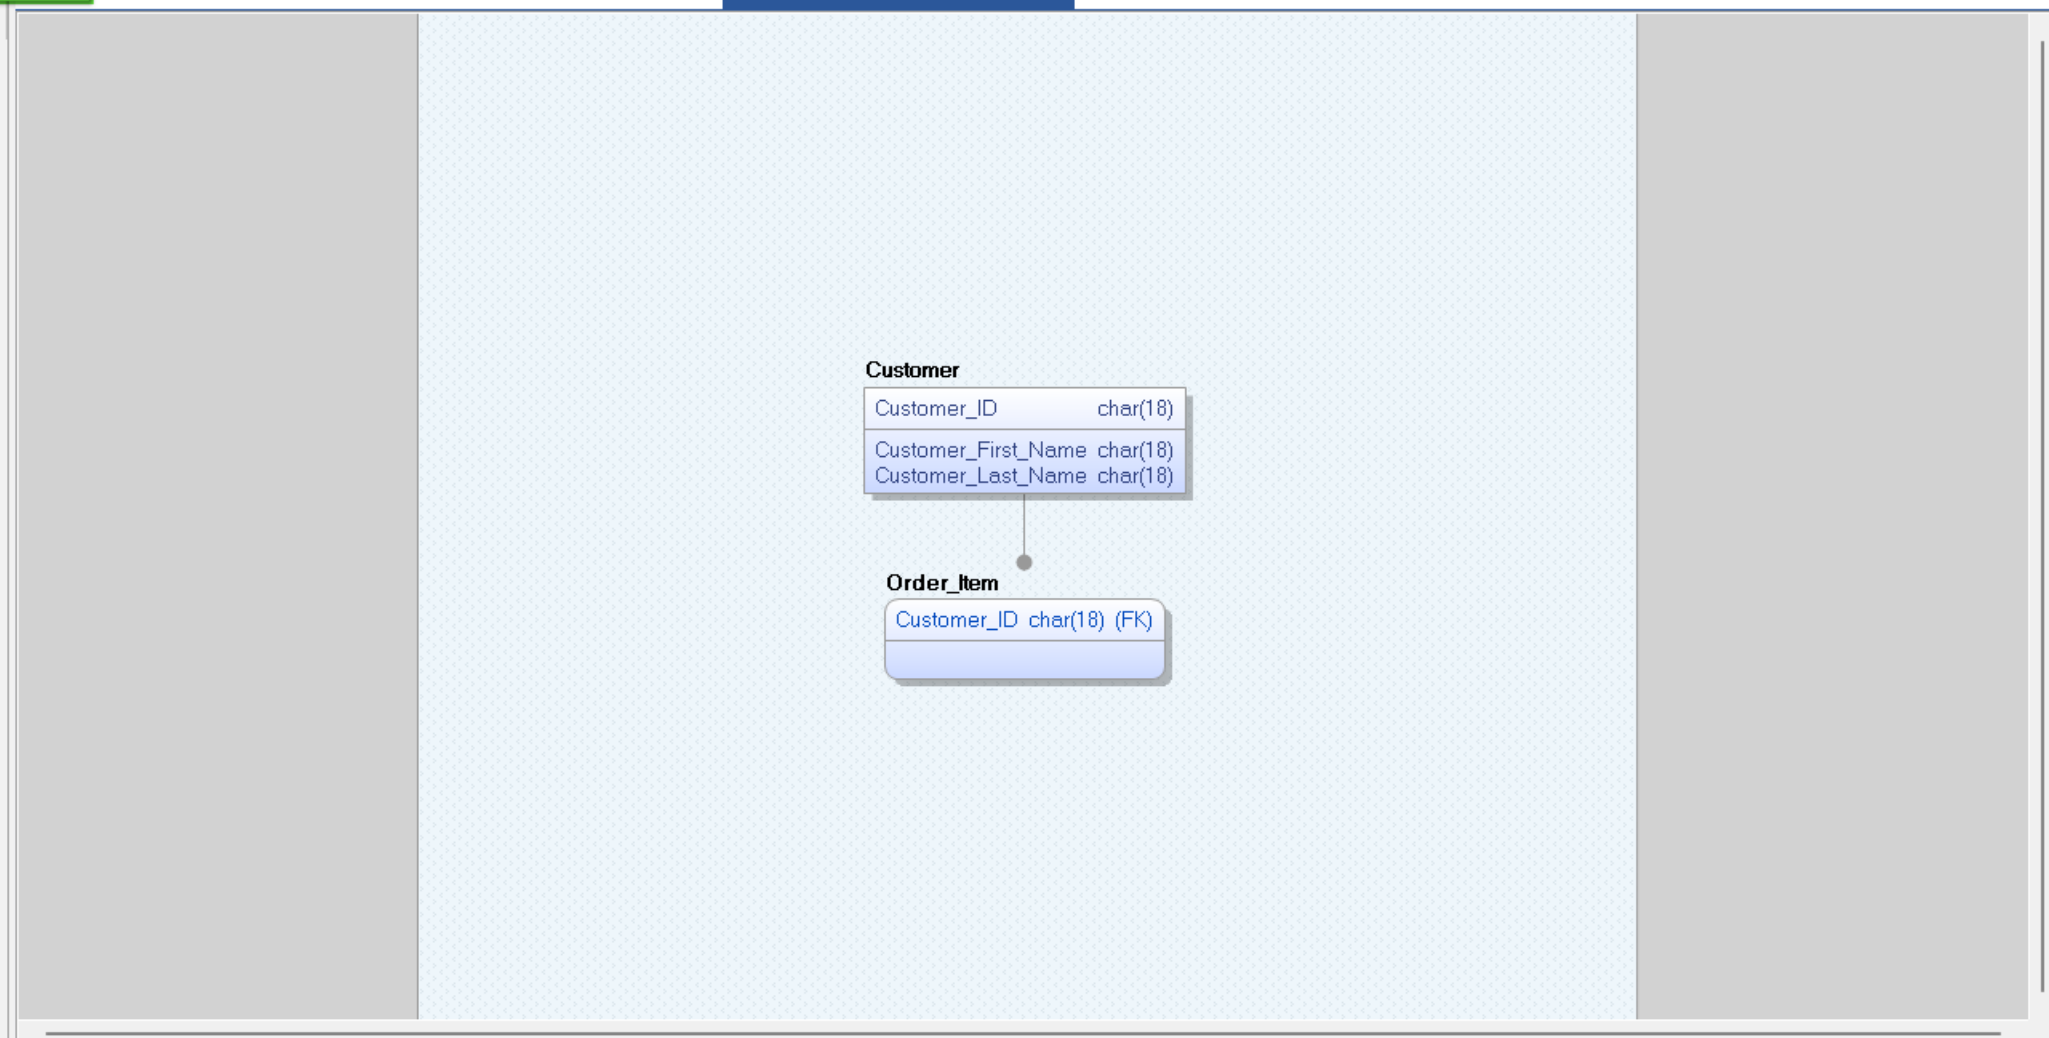 Customer
Customer_ID char(18)
Customer_First_Name char(18)
Customer_Last_Name char(18)
Order_Item
Customer_ID char(18) (FK)